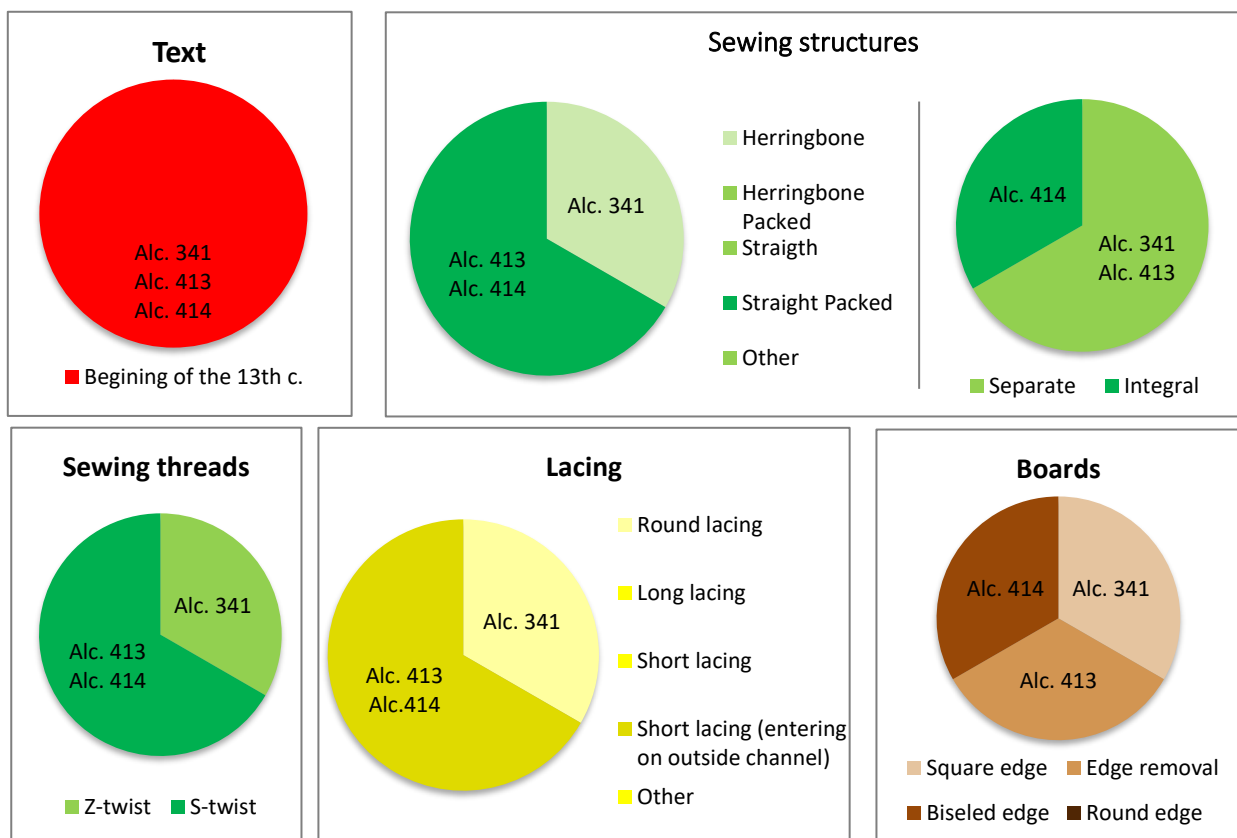 Text
Alc. 341
Alc. 413
Alc. 414
Begining of the 13th c.
Sewing structures
Alc. 341
Alc. 413
Alc. 414
Herringbone
Herringbone
Packed
Straigth
Straight Packed
Other
Alc. 414
Alc. 341
Alc. 413
Separate
Integral
Sewing threads
Alc. 341
Alc. 413
Alc. 414
Z-twist
S-twist
Lacing
Alc. 341
Alc. 413
Alc.414
Round lacing
Long lacing
Short lacing
Short lacing (entering
on outside channel)
Other
Boards
Alc. 414
Alc. 341
Alc. 413
Square edge
Edge removal
Biseled edge
Round edge